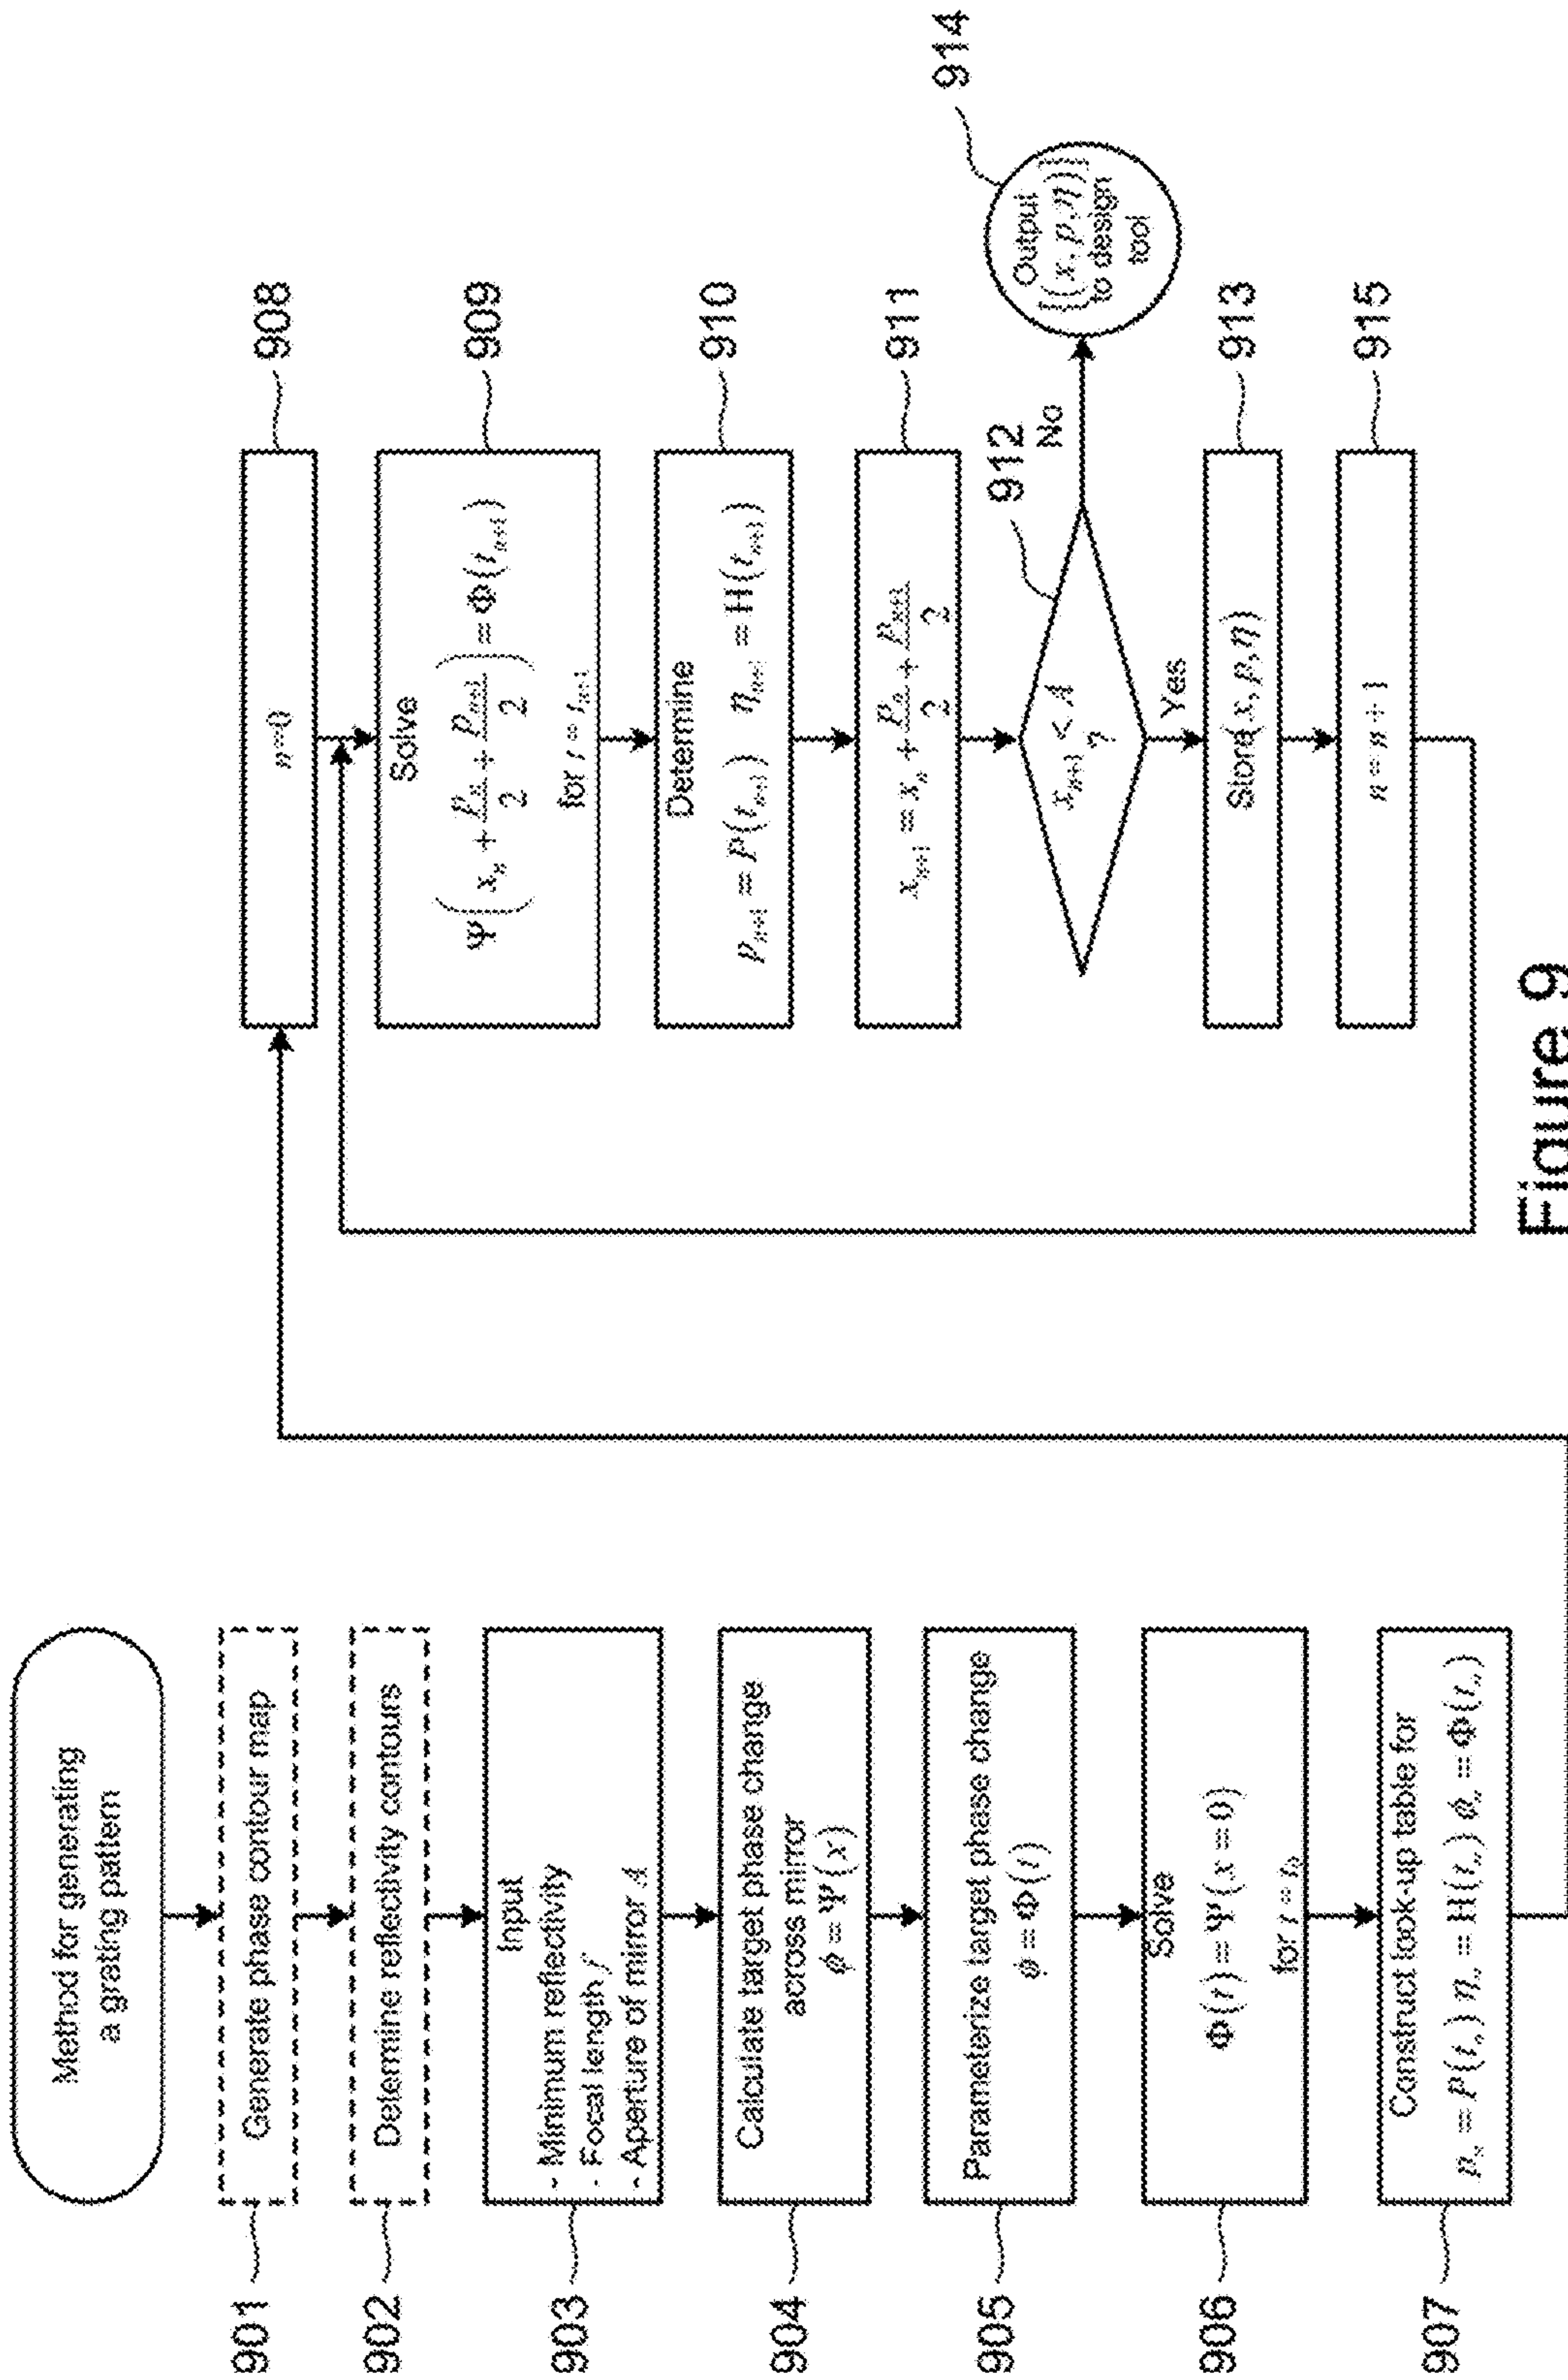 Method for generating
a grating pattern
901
Generate phase contour map
902
Determine reflectivity contours
903
Input
- Minimum reflectivity
- Focal length f
- Aperture of mirror A
904
Calculate target phase change
across mirror
ϕ = Ψ(x)
905
Parameterize target phase change
ϕ = Φ(t)
906
Solve
Φ(t) = Ψ(x = 0)
for t = t₀
907
Construct look-up table for
pₙ = P(tₙ) ηₙ = H(tₙ) ϕₙ = Φ(tₙ)
908
n=0
909
Solve
Ψ(xₙ + pₙ/2 + pₙ₊₁/2) = Φ(tₙ₊₁)
for t = tₙ₊₁
910
Determine
pₙ₊₁ = P(tₙ₊₁) ηₙ₊₁ = H(tₙ₊₁)
911
xₙ₊₁ = xₙ + pₙ/2 + pₙ₊₁/2
912
xₙ₊₁ < A
?
No
914
Output
{(x, p, η)}
to design
tool
Yes
913
Store(x, p, η)
915
n = n + 1
Figure 9